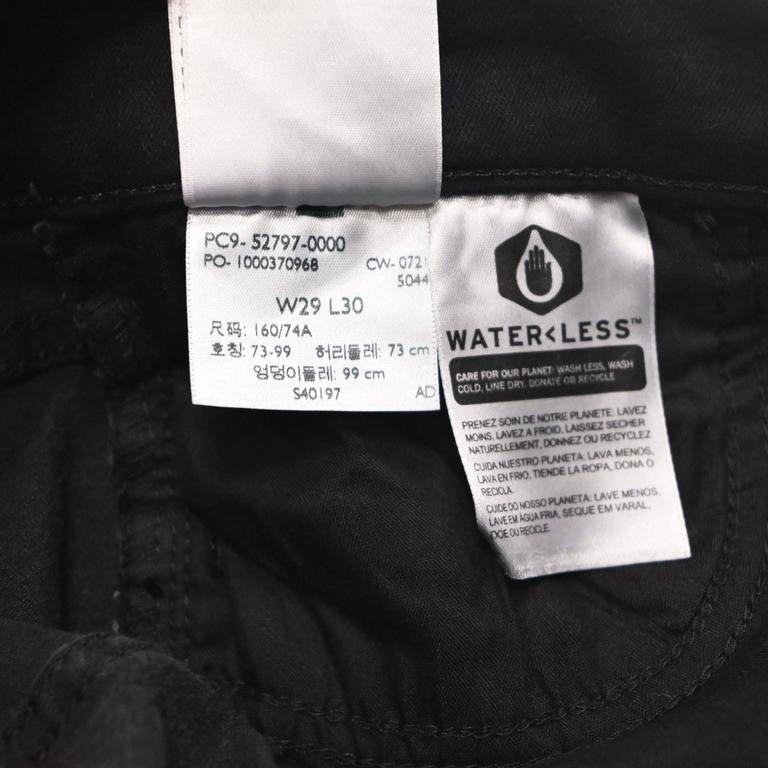 PC9- 52797-0000
PO- 1000370968 CW- 0721
5044
W29 L30
尺码: 160/74A
호칭: 73-99 허리둘레: 73 cm
엉덩이둘레: 99 cm
S40197 AD
WATER<LESS™
CARE FOR OUR PLANET: WASH LESS, WASH
COLD, LINE DRY, DONATE OR RECYCLE
PRENEZ SOIN DE NOTRE PLANETE: LAVEZ
MOINS, LAVEZ A FROID, LAISSEZ SECHER
NATURELLEMENT, DONNEZ OU RECYCLEZ
CUIDA NUESTRO PLANETA: LAVA MENOS,
LAVA EN FRIO, TIENDE LA ROPA, DONA O
RECICLA.
CUIDE DO NOSSO PLANETA: LAVE MENOS,
LAVE EM ÁGUA FRIA, SEQUE EM VARAL,
DOE OU RECICLE.